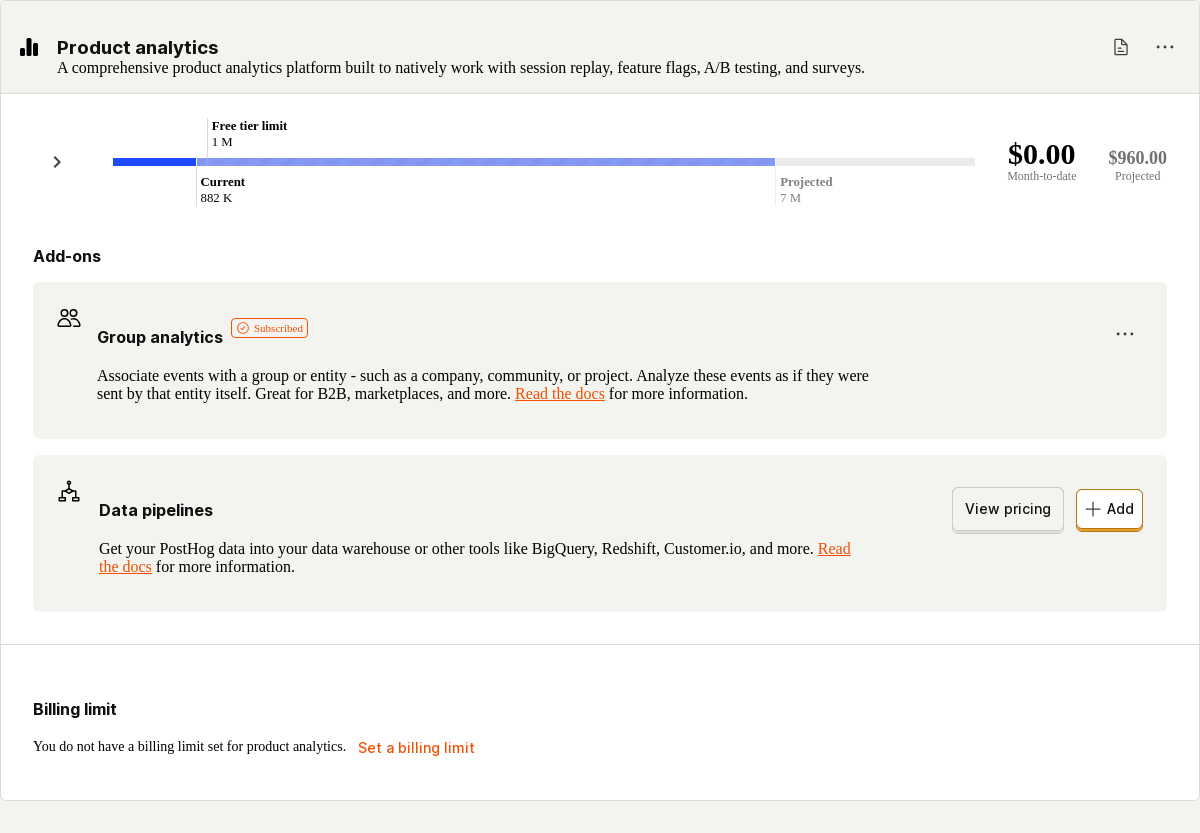 Product analytics
A comprehensive product analytics platform built to natively work with session replay, feature flags, A/B testing, and surveys.
Free tier limit
1 M
Current
882 K
Projected
7 M
$0.00
Month-to-date
$960.00
Projected
Add-ons
Group analytics
Subscribed
Associate events with a group or entity - such as a company, community, or project. Analyze these events as if they were
sent by that entity itself. Great for B2B, marketplaces, and more. Read the docs for more information.
Data pipelines
View pricing
Add
Get your PostHog data into your data warehouse or other tools like BigQuery, Redshift, Customer.io, and more. Read
the docs for more information.
Billing limit
You do not have a billing limit set for product analytics. Set a billing limit